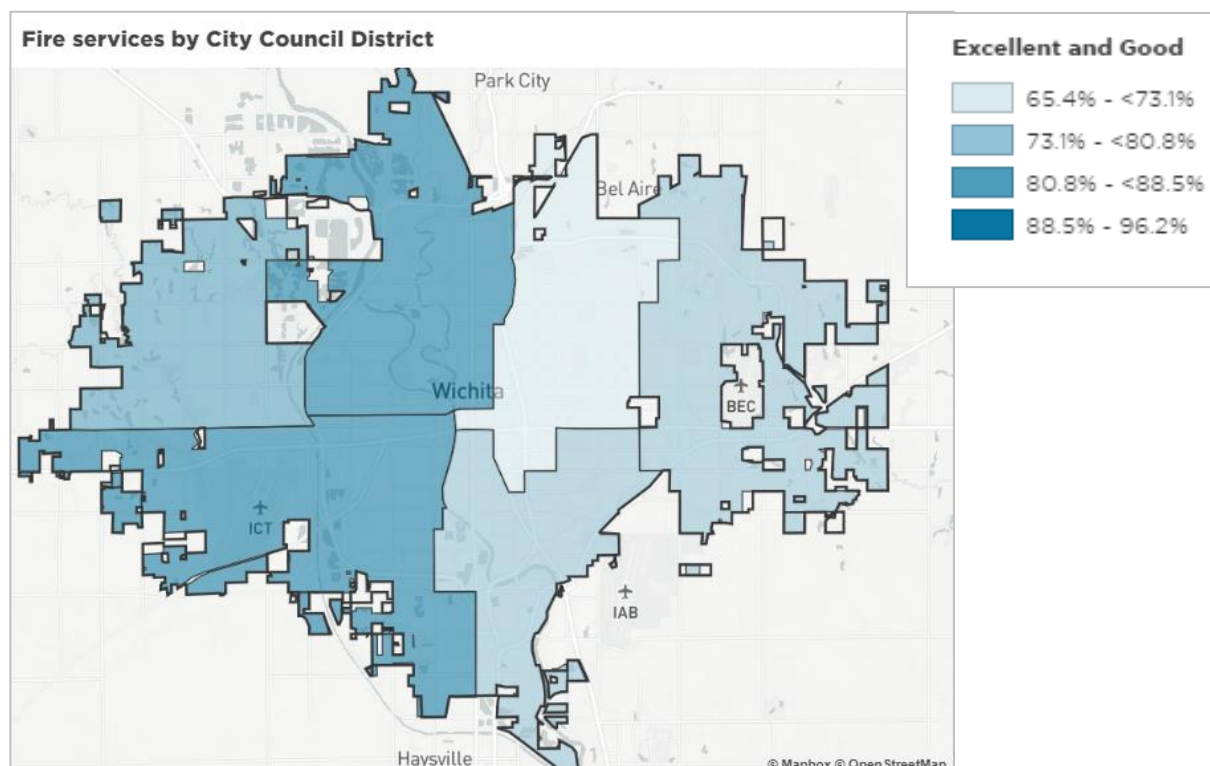 Fire services by City Council District
Excellent and Good
65.4% - <73.1%
73.1% - <80.8%
80.8% - <88.5%
88.5% - 96.2%
Park City
Bel Aire
Wichita
BEC
ICT
IAB
Haysville
© Mapbox © OpenStreetMap